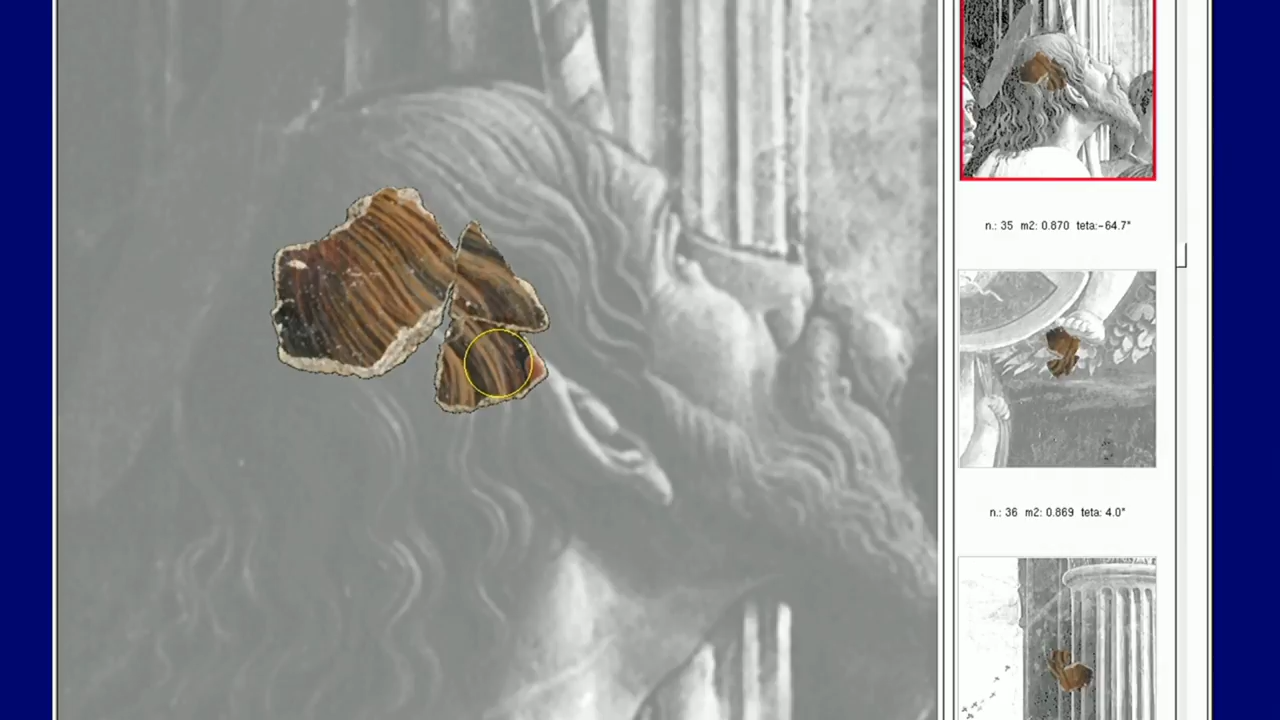 n.: 35 m2: 0.870 teta:-64.7°
n.: 36 m2: 0.869 teta: 4.0°